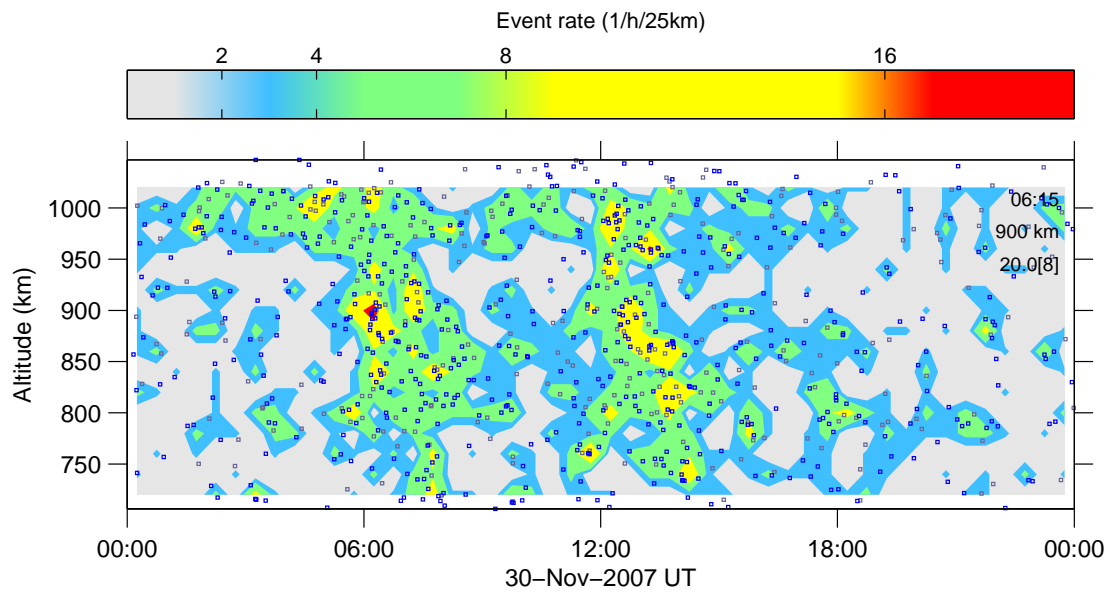 Event rate (1/h/25km)
2 4 8 16
06:15
900 km
20.0[8]
Altitude (km)
1000
950
900
850
800
750
00:00 06:00 12:00 18:00 00:00
30−Nov−2007 UT